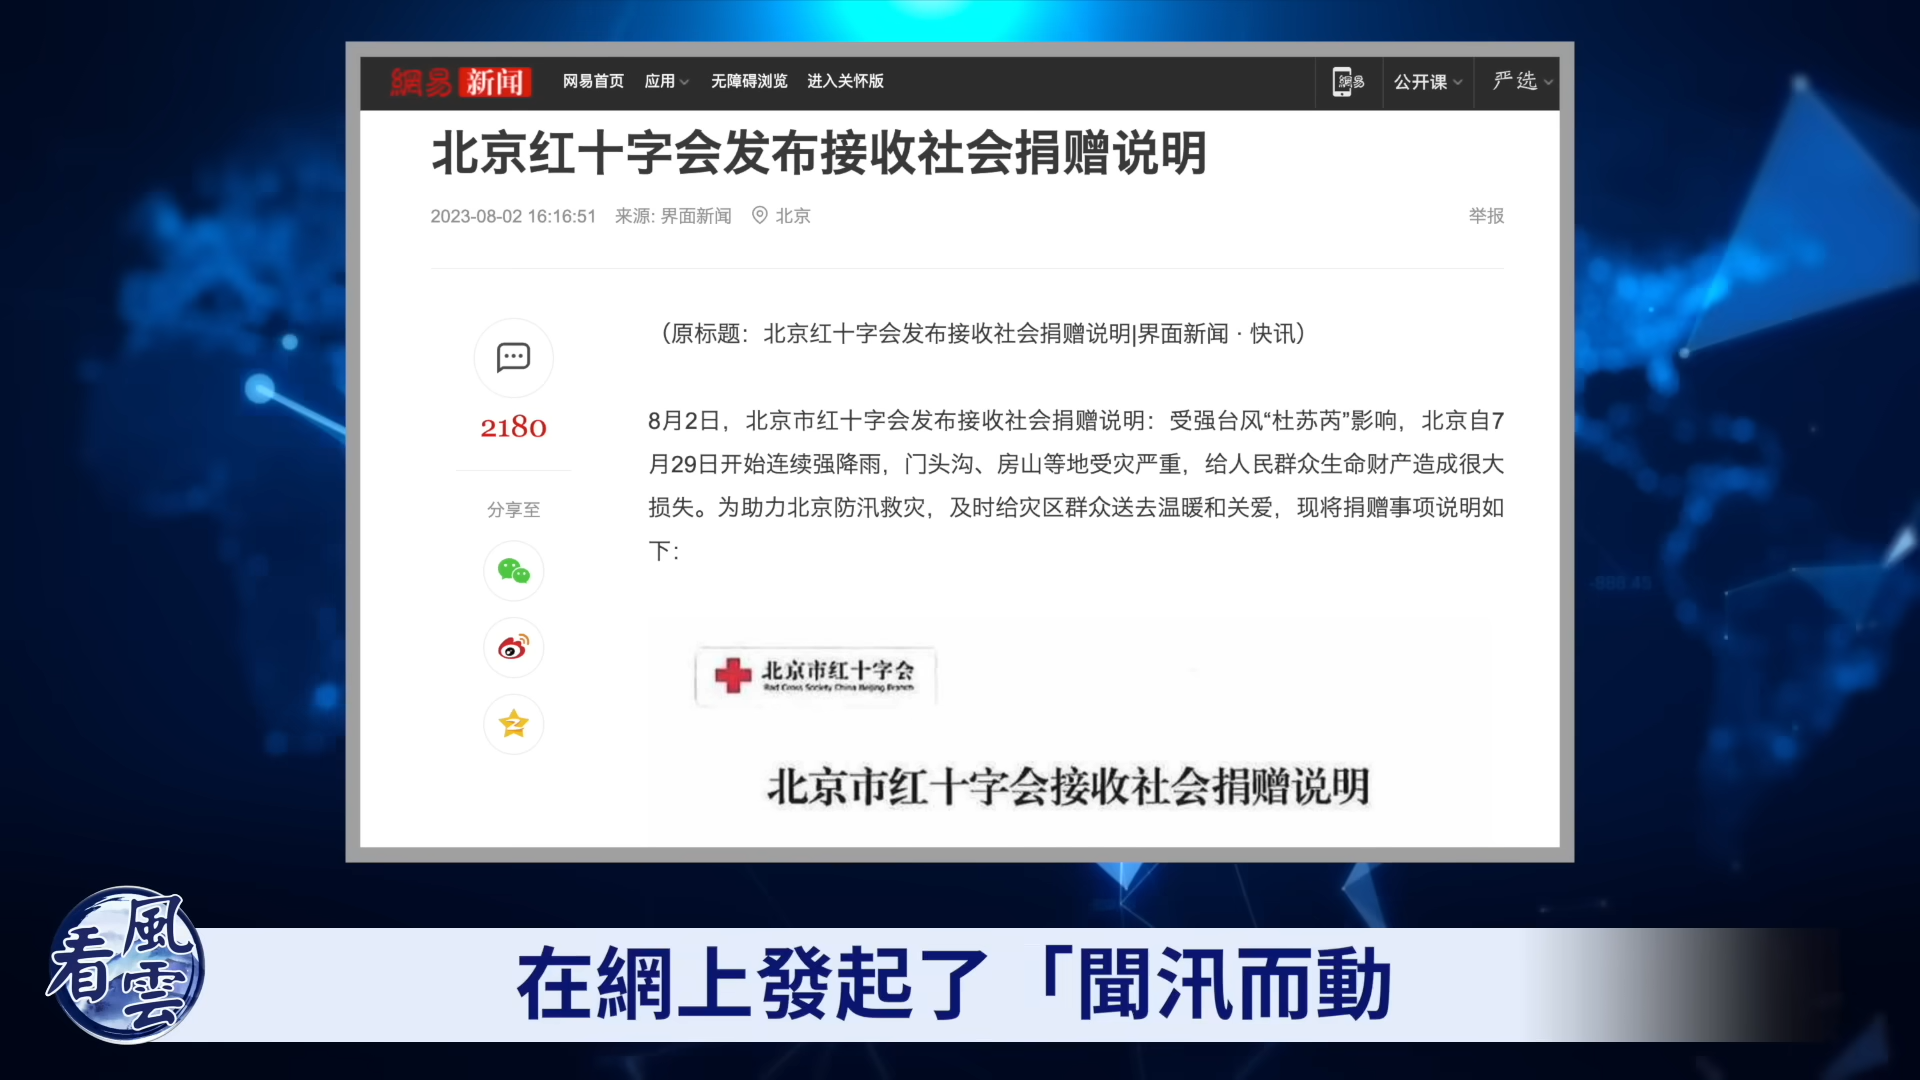 網易 新闻 网易首页 应用 无障碍浏览 进入关怀版 網易 公开课 严选
北京红十字会发布接收社会捐赠说明
2023-08-02 16:16:51 来源: 界面新闻 北京 举报
（原标题：北京红十字会发布接收社会捐赠说明|界面新闻 · 快讯）
2180
分享至
8月2日，北京市红十字会发布接收社会捐赠说明：受强台风“杜苏芮”影响，北京自7
月29日开始连续强降雨，门头沟、房山等地受灾严重，给人民群众生命财产造成很大
损失。为助力北京防汛救灾，及时给灾区群众送去温暖和关爱，现将捐赠事项说明如
下：
北京市红十字会
Red Cross Society China Beijing Branch
北京市红十字会接收社会捐赠说明
看風雲
在網上發起了「聞汛而動